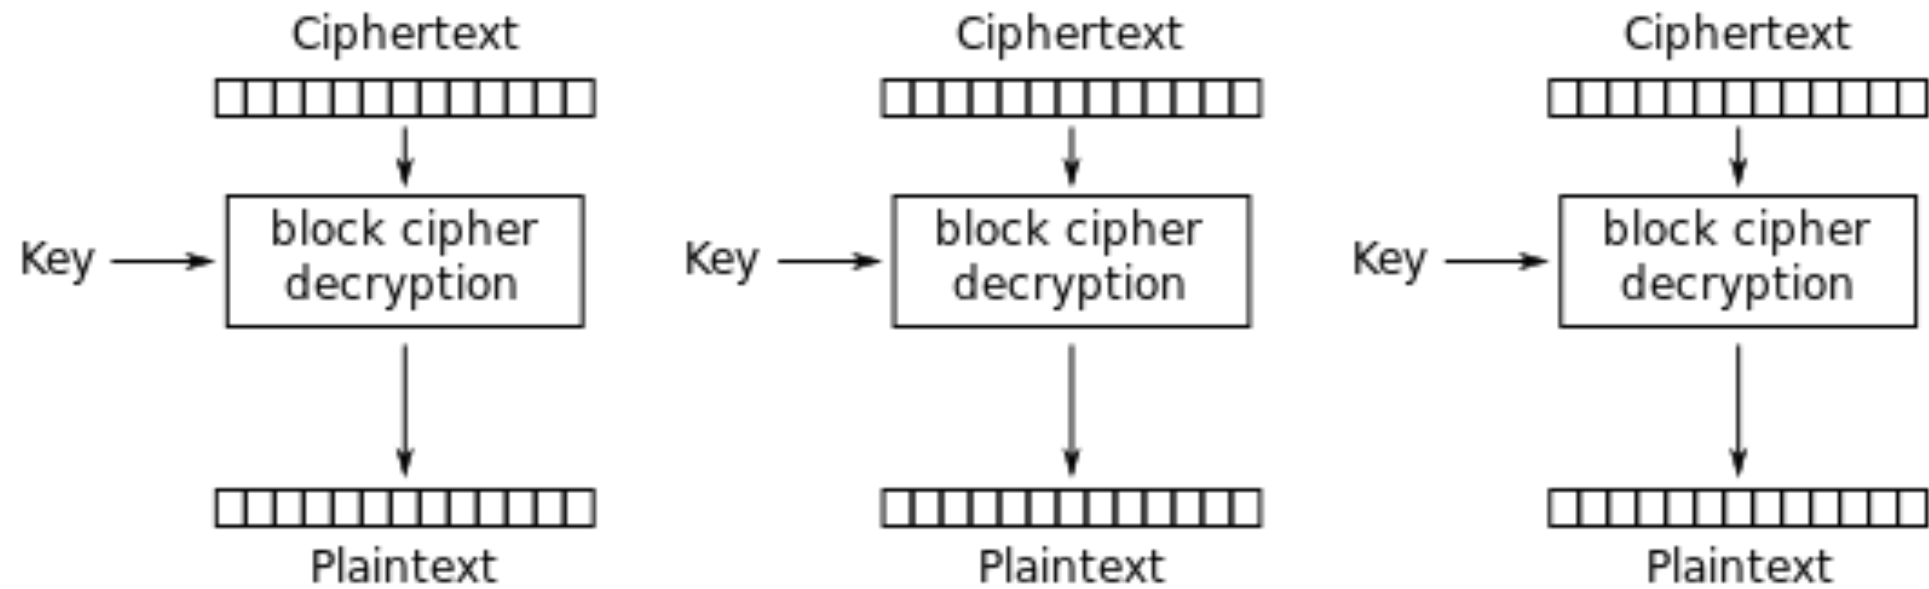 Ciphertext
Ciphertext
Ciphertext
Key
block cipher
decryption
Key
block cipher
decryption
Key
block cipher
decryption
Plaintext
Plaintext
Plaintext